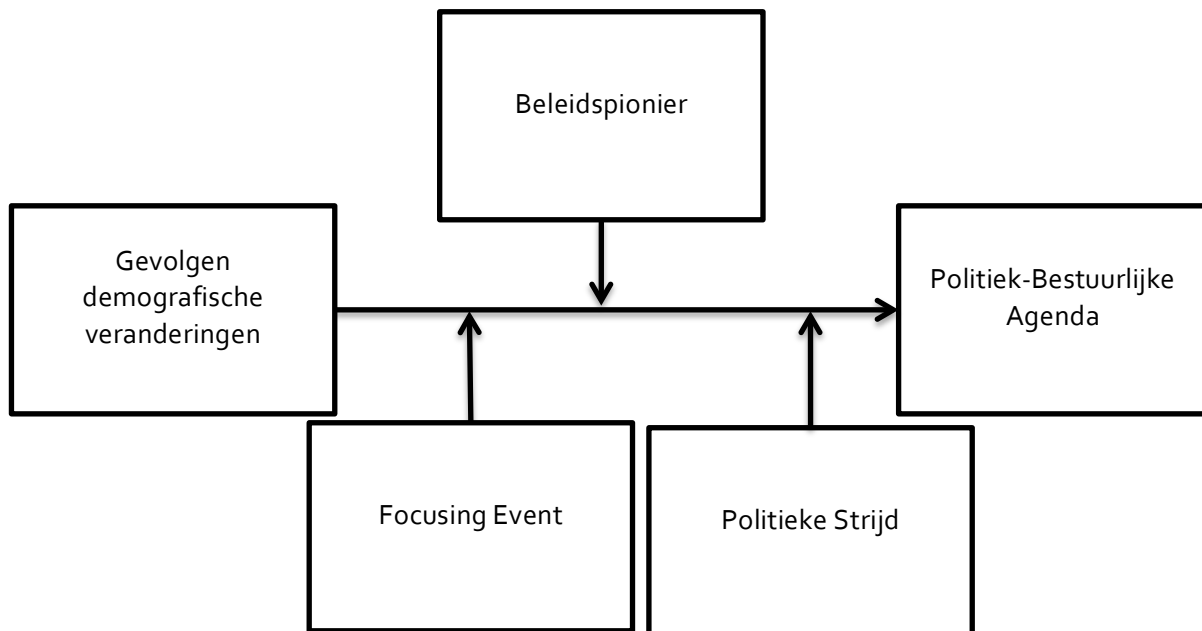 Beleidspionier
Gevolgen
demografische
veranderingen
Politiek-Bestuurlijke
Agenda
Focusing Event
Politieke Strijd